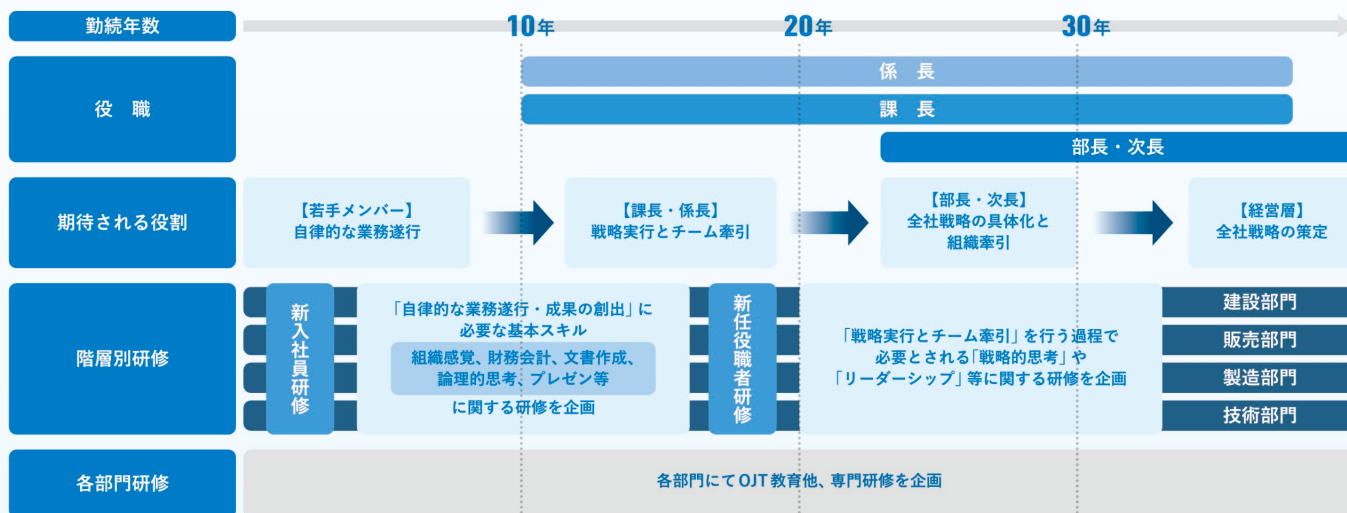 勤続年数
10年
20年
30年
役　職
係　長
課　長
部長・次長
期待される役割
【若手メンバー】
自律的な業務遂行
【課長・係長】
戦略実行とチーム牽引
【部長・次長】
全社戦略の具体化と
組織牽引
【経営層】
全社戦略の策定
階層別研修
新入社員研修
「自律的な業務遂行・成果の創出」に
必要な基本スキル
組織感覚、財務会計、文書作成、
論理的思考、プレゼン等
に関する研修を企画
新任役職者研修
「戦略実行とチーム牽引」を行う過程で
必要とされる「戦略的思考」や
「リーダーシップ」等に関する研修を企画
建設部門
販売部門
製造部門
技術部門
各部門研修
各部門にてOJT教育他、専門研修を企画